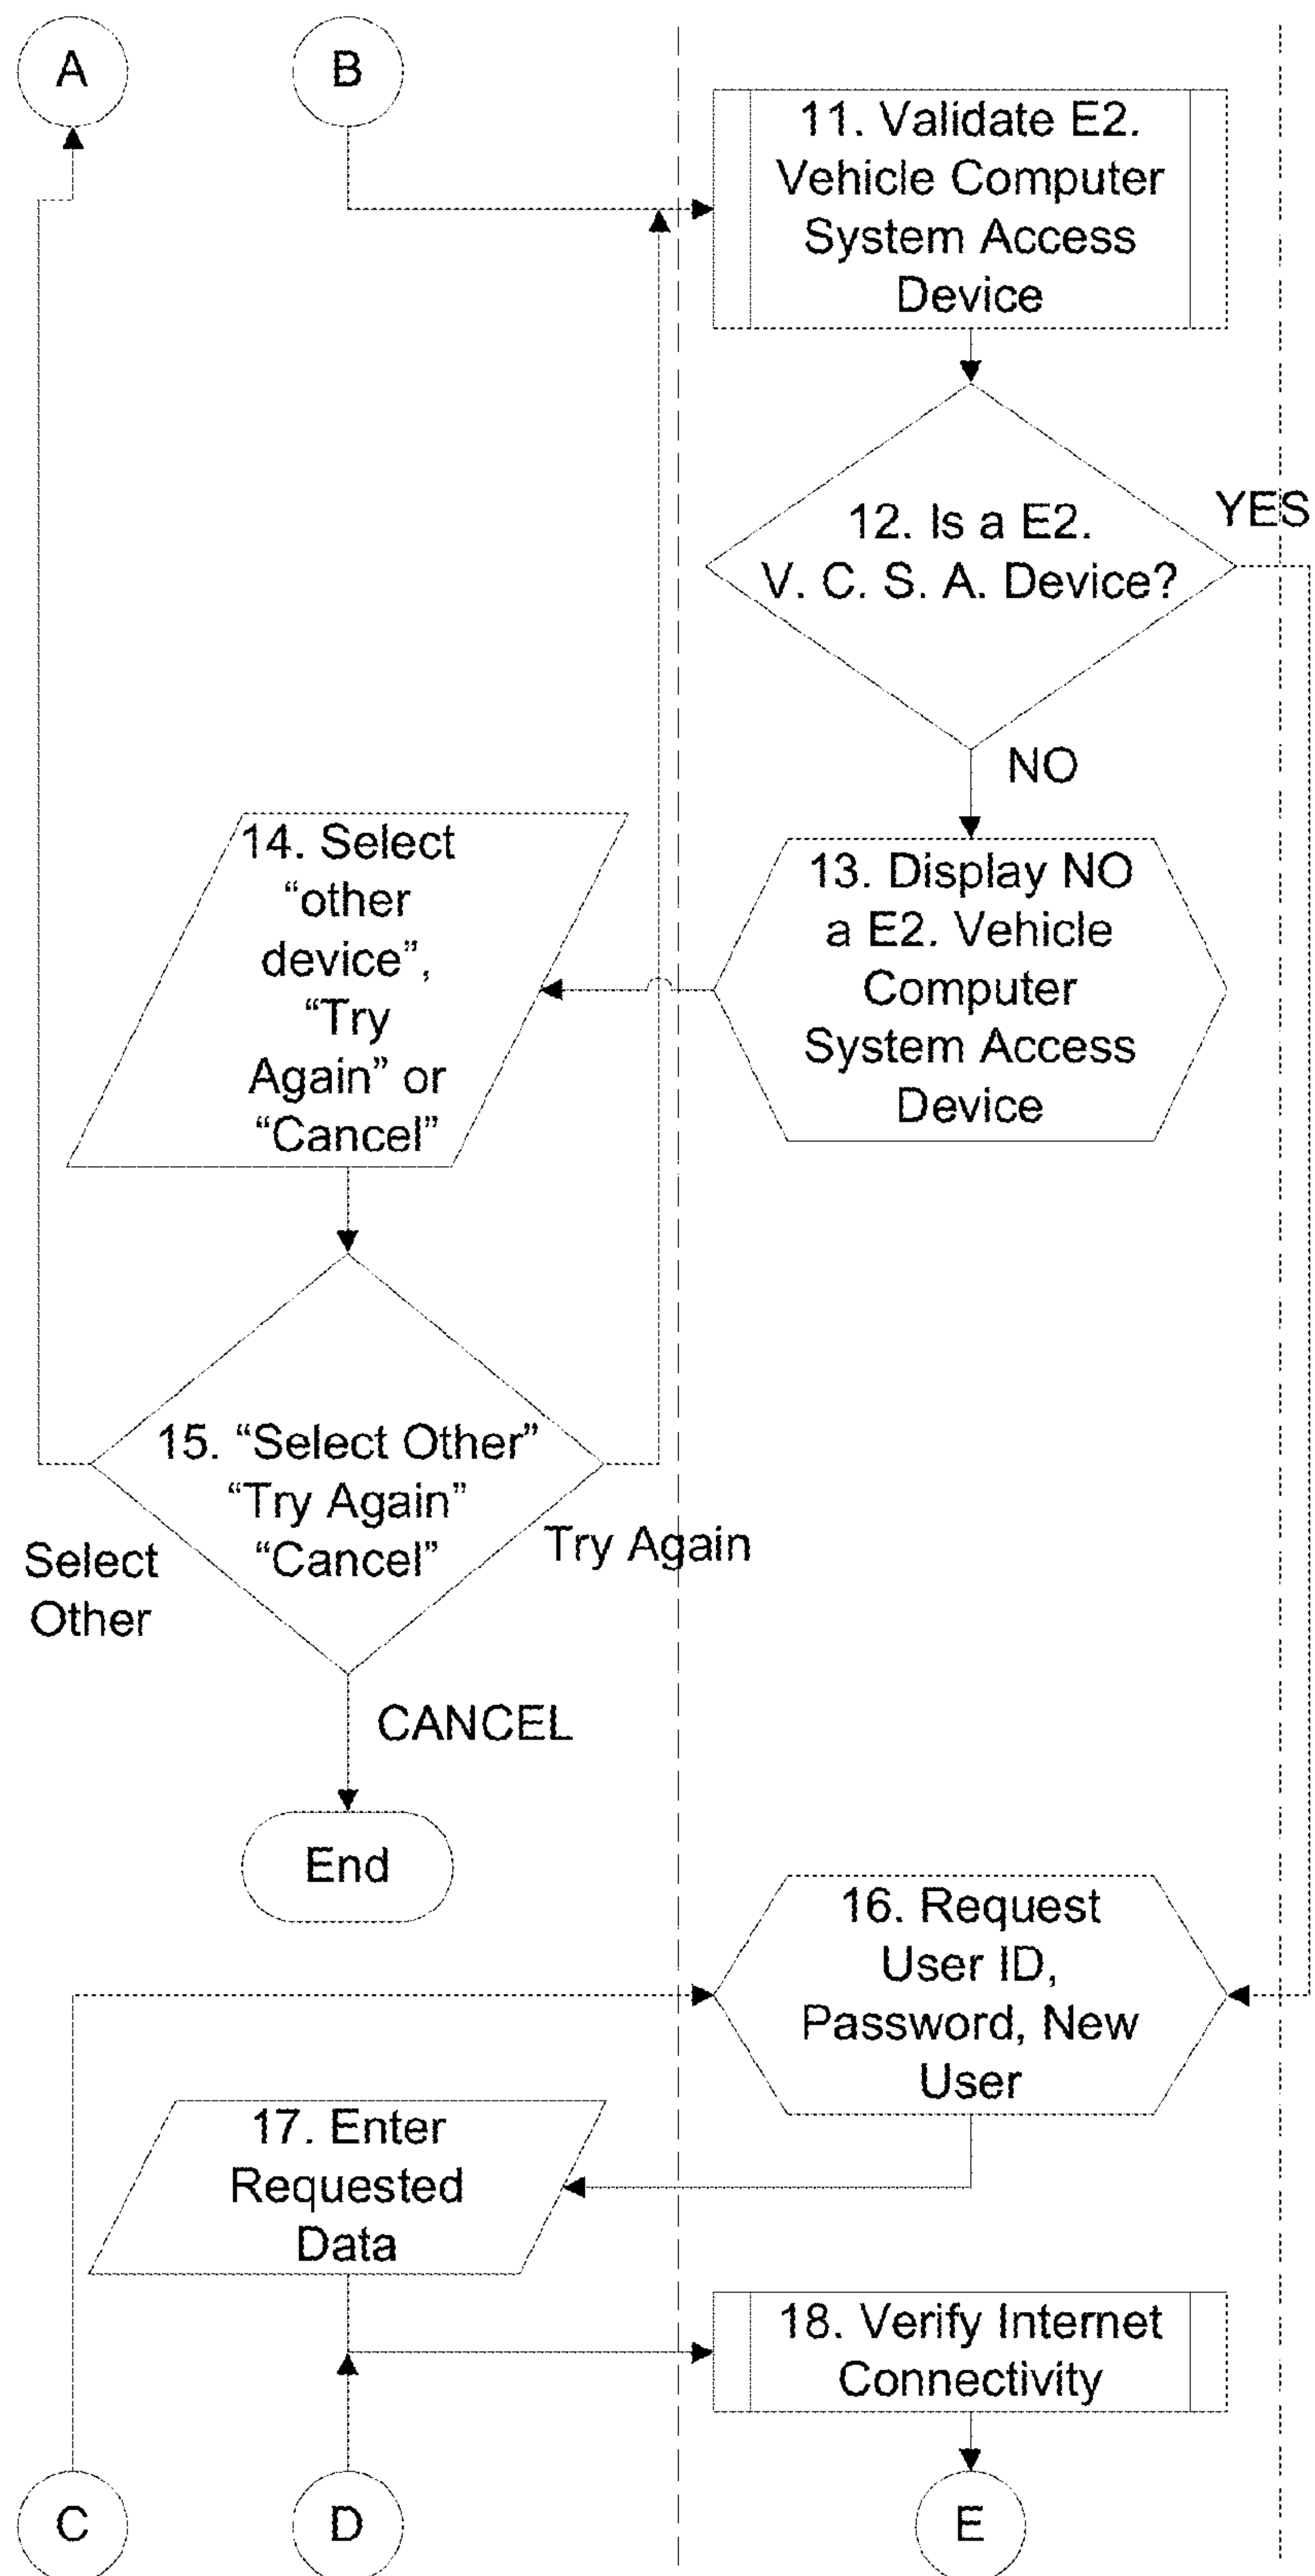 A
B
11. Validate E2.
Vehicle Computer
System Access
Device
12. Is a E2.
V. C. S. A. Device?
YES
NO
13. Display NO
a E2. Vehicle
Computer
System Access
Device
14. Select
“other
device”,
“Try
Again” or
“Cancel”
15. “Select Other”
“Try Again”
“Cancel”
Select
Other
Try Again
CANCEL
End
16. Request
User ID,
Password, New
User
17. Enter
Requested
Data
18. Verify Internet
Connectivity
C
D
E